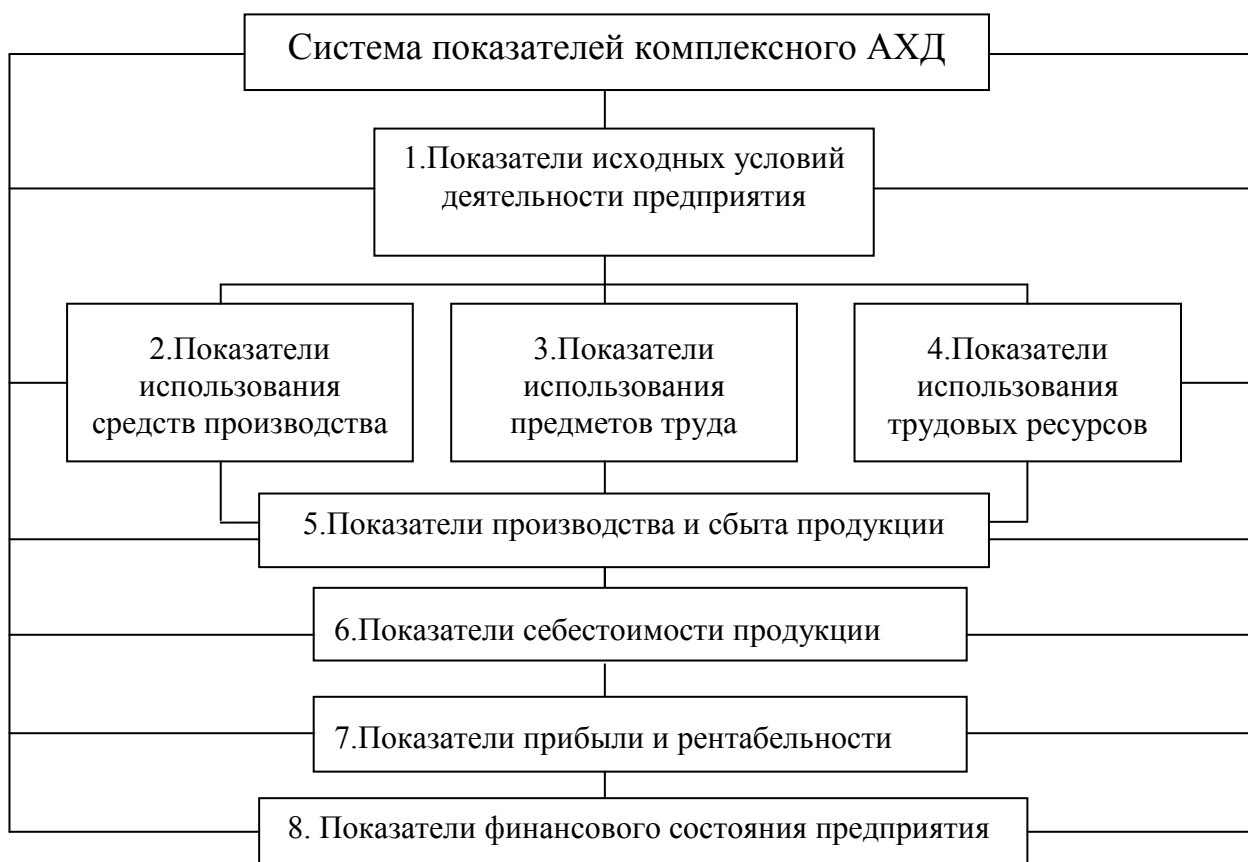 Система показателей комплексного АХД
1.Показатели исходных условий
деятельности предприятия
2.Показатели
использования
средств производства
3.Показатели
использования
предметов труда
4.Показатели
использования
трудовых ресурсов
5.Показатели производства и сбыта продукции
6.Показатели себестоимости продукции
7.Показатели прибыли и рентабельности
8. Показатели финансового состояния предприятия